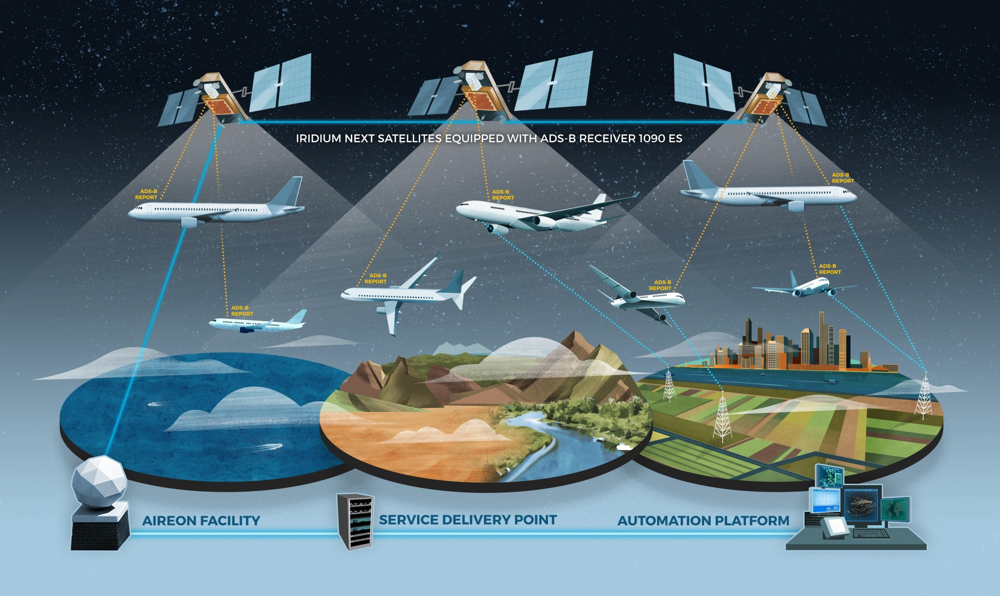 IRIDIUM NEXT SATELLITES EQUIPPED WITH ADS-B RECEIVER 1090 ES
ADS-B
REPORT
ADS-B
REPORT
ADS-B
REPORT
ADS-B
REPORT
ADS-B
REPORT
ADS-B
REPORT
ADS-B
REPORT
AIREON FACILITY
SERVICE DELIVERY POINT
AUTOMATION PLATFORM